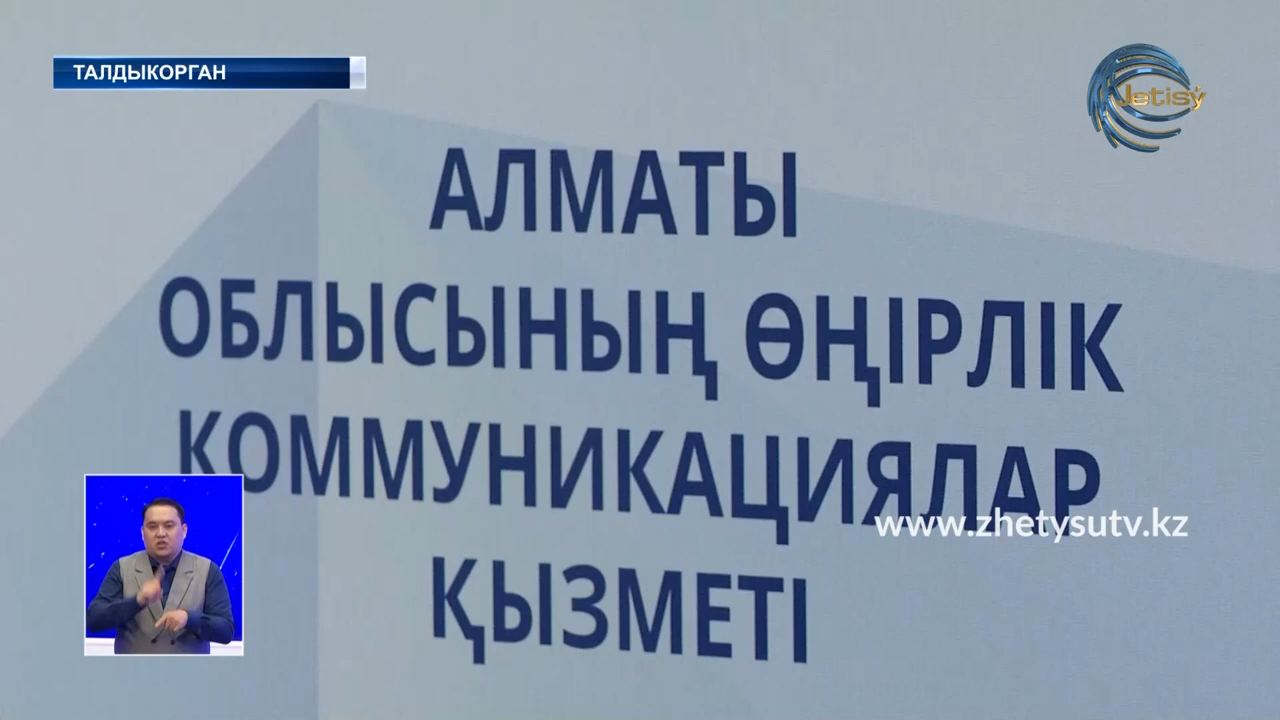 ТАЛДЫКОРГАН
Jetisý
АЛМАТЫ
ОБЛЫСЫНЫҢ ӨҢІРЛІК
КОММУНИКАЦИЯЛАР
www.zhetysutv.kz
ҚЫЗМЕТІ